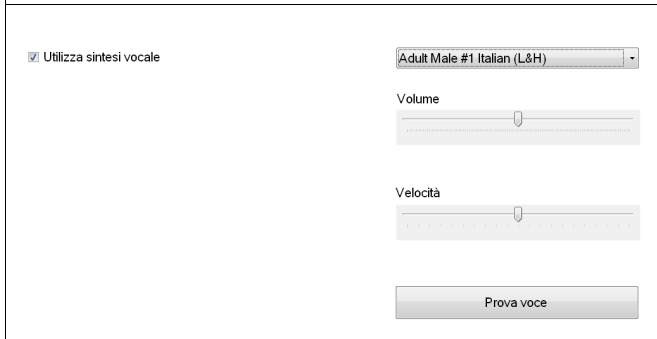 Utilizza sintesi vocale
Adult Male #1 Italian (L&H)
Volume
Velocità
Prova voce